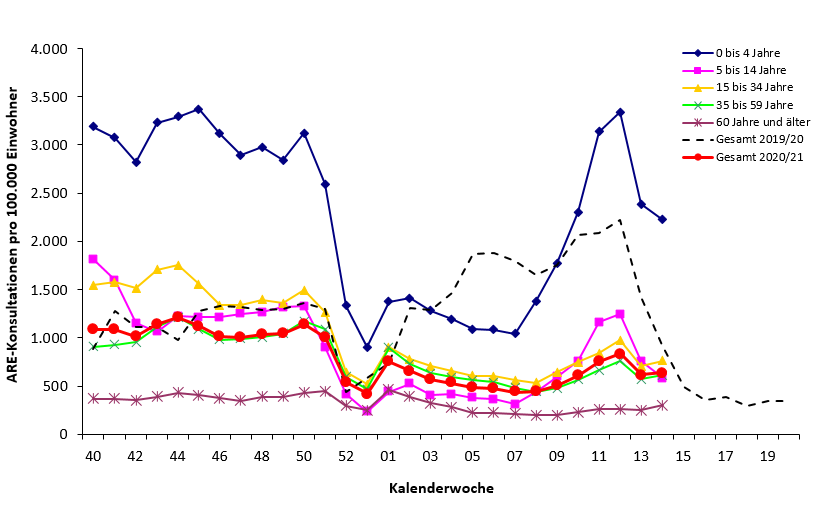 4.000
3.500
3.000
2.500
2.000
1.500
1.000
500
0
ARE-Konsultationen pro 100.000 Einwohner
0 bis 4 Jahre
5 bis 14 Jahre
15 bis 34 Jahre
35 bis 59 Jahre
60 Jahre und älter
Gesamt 2019/20
Gesamt 2020/21
40 42 44 46 48 50 52 01 03 05 07 09 11 13 15 17 19
Kalenderwoche